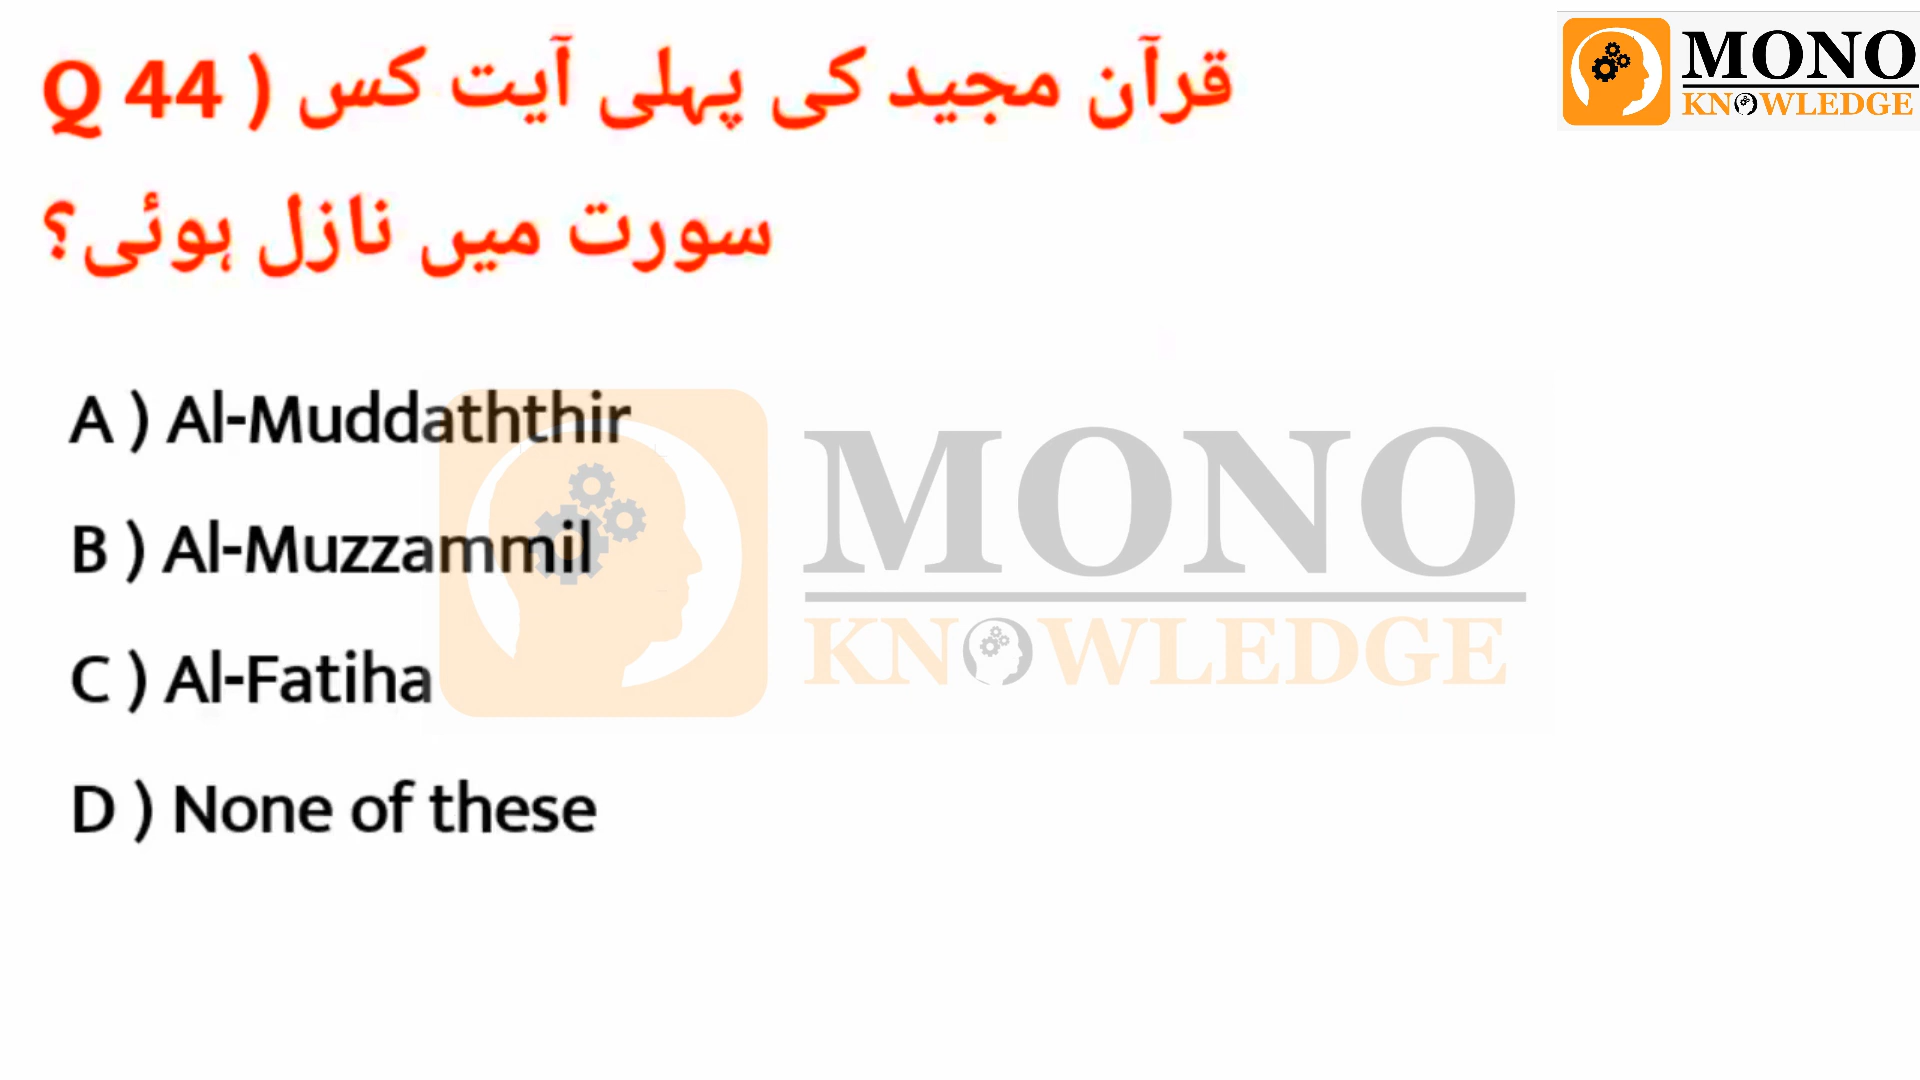 Q 44 ) قرآن مجید کی پہلی آیت کس
سورت میں نازل ہوئی؟
A ) Al-Muddaththir
B ) Al-Muzzammil
C ) Al-Fatiha
D ) None of these
MONO
KNOWLEDGE
MONO
KNOWLEDGE